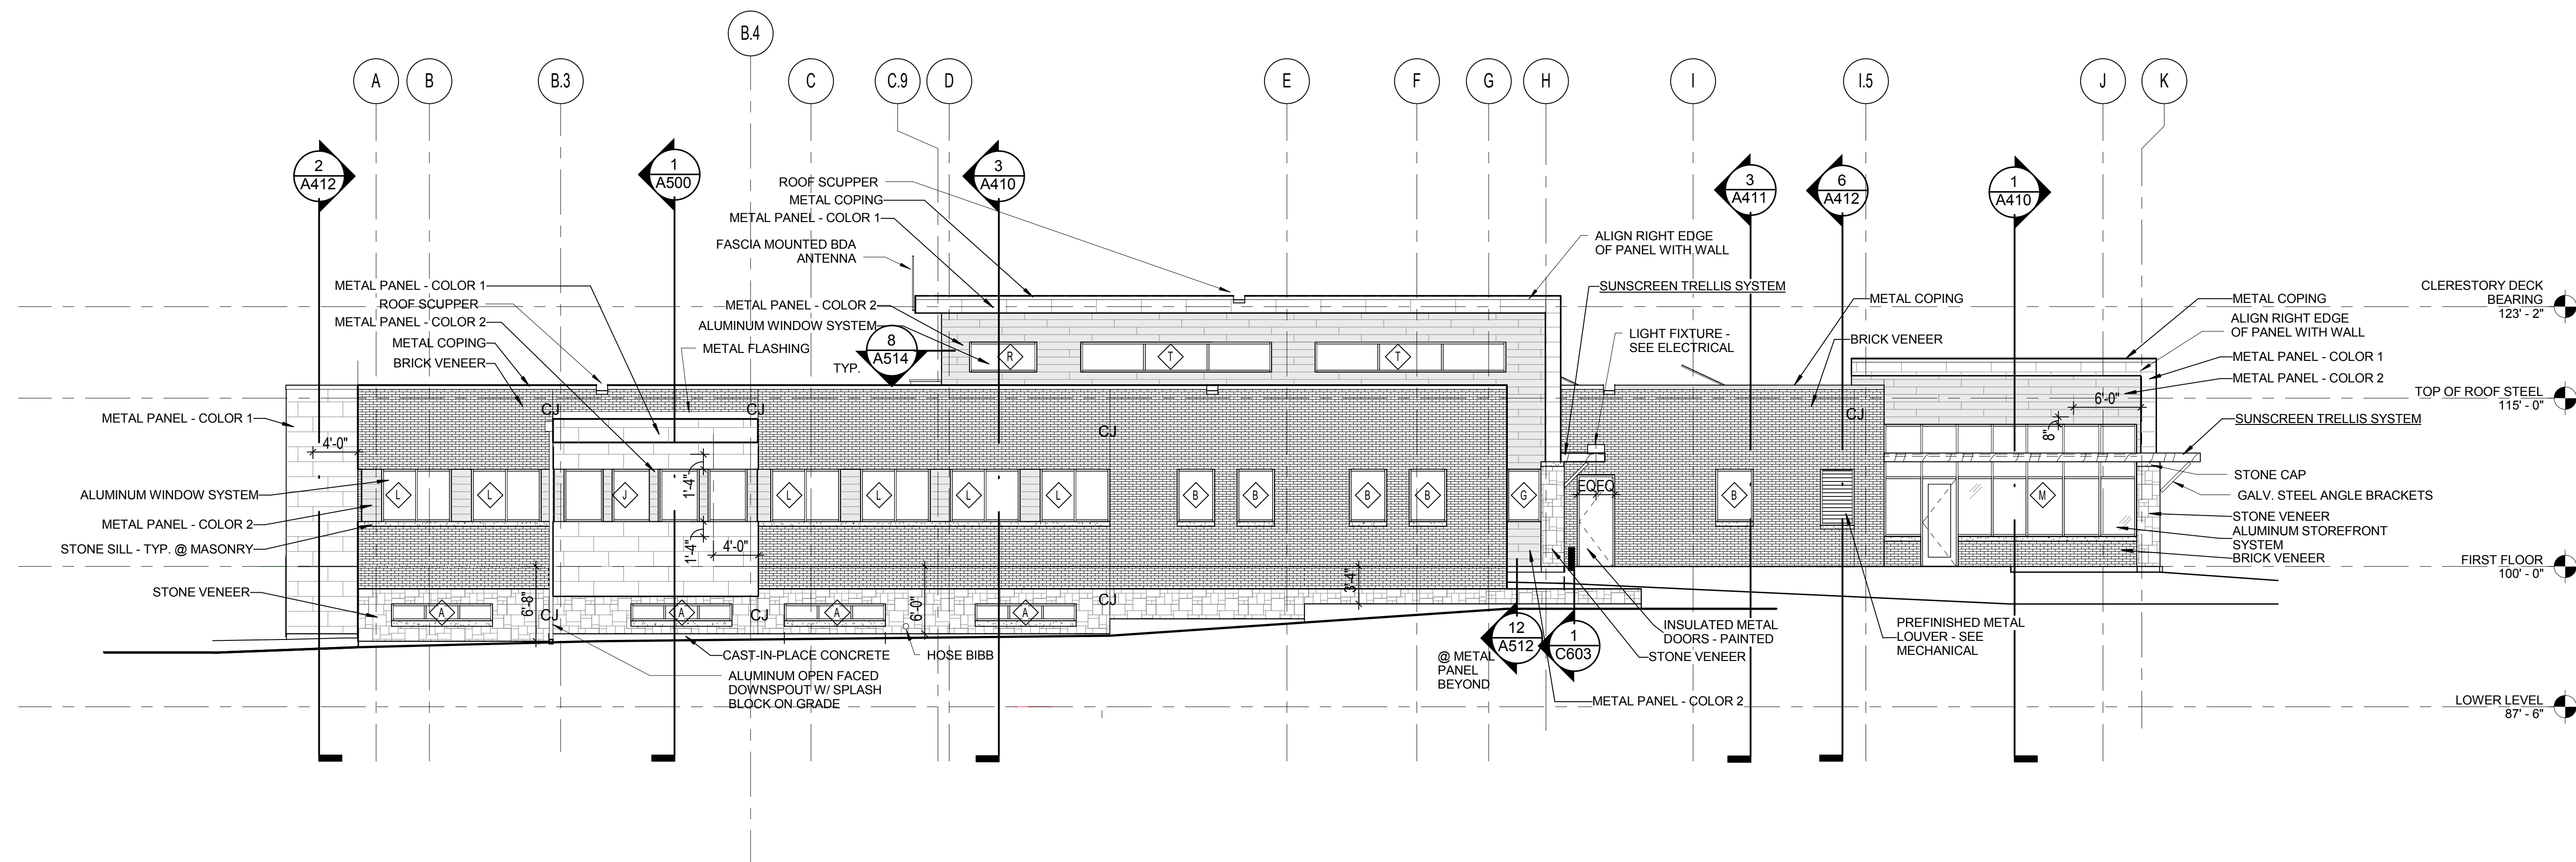 B.4
A
B
B.3
C
C.9
D
E
F
G
H
I
I.5
J
K
2
A412
1
A500
3
A410
3
A411
6
A412
1
A410
ROOF SCUPPER
METAL COPING
METAL PANEL - COLOR 1
FASCIA MOUNTED BDA
ANTENNA
METAL PANEL - COLOR 1
ROOF SCUPPER
METAL PANEL - COLOR 2
METAL COPING
BRICK VENEER
METAL PANEL - COLOR 2
ALUMINUM WINDOW SYSTEM
METAL FLASHING
8
A514
TYP.
ALIGN RIGHT EDGE
OF PANEL WITH WALL
SUNSCREEN TRELLIS SYSTEM
LIGHT FIXTURE -
SEE ELECTRICAL
METAL COPING
BRICK VENEER
METAL COPING
ALIGN RIGHT EDGE
OF PANEL WITH WALL
METAL PANEL - COLOR 1
METAL PANEL - COLOR 2
SUNSCREEN TRELLIS SYSTEM
CLERESTORY DECK
BEARING
123' - 2"
TOP OF ROOF STEEL
115' - 0"
R
T
T
CJ
CJ
CJ
CJ
METAL PANEL - COLOR 1
4'-0"
6'-0"
8"
ALUMINUM WINDOW SYSTEM
METAL PANEL - COLOR 2
STONE SILL - TYP. @ MASONRY
STONE VENEER
L
L
J
L
L
L
L
B
B
B
B
G
EQ
EQ
B
M
1'-4"
1'-4"
4'-0"
STONE CAP
GALV. STEEL ANGLE BRACKETS
STONE VENEER
ALUMINUM STOREFRONT
SYSTEM
BRICK VENEER
FIRST FLOOR
100' - 0"
6'-8"
6'-0"
3'-4"
A
A
A
A
CJ
CJ
CJ
CAST-IN-PLACE CONCRETE
HOSE BIBB
ALUMINUM OPEN FACED
DOWNSPOUT W/ SPLASH
BLOCK ON GRADE
12
A512
1
C603
@ METAL
PANEL
BEYOND
INSULATED METAL
DOORS - PAINTED
STONE VENEER
METAL PANEL - COLOR 2
PREFINISHED METAL
LOUVER - SEE
MECHANICAL
LOWER LEVEL
87' - 6"